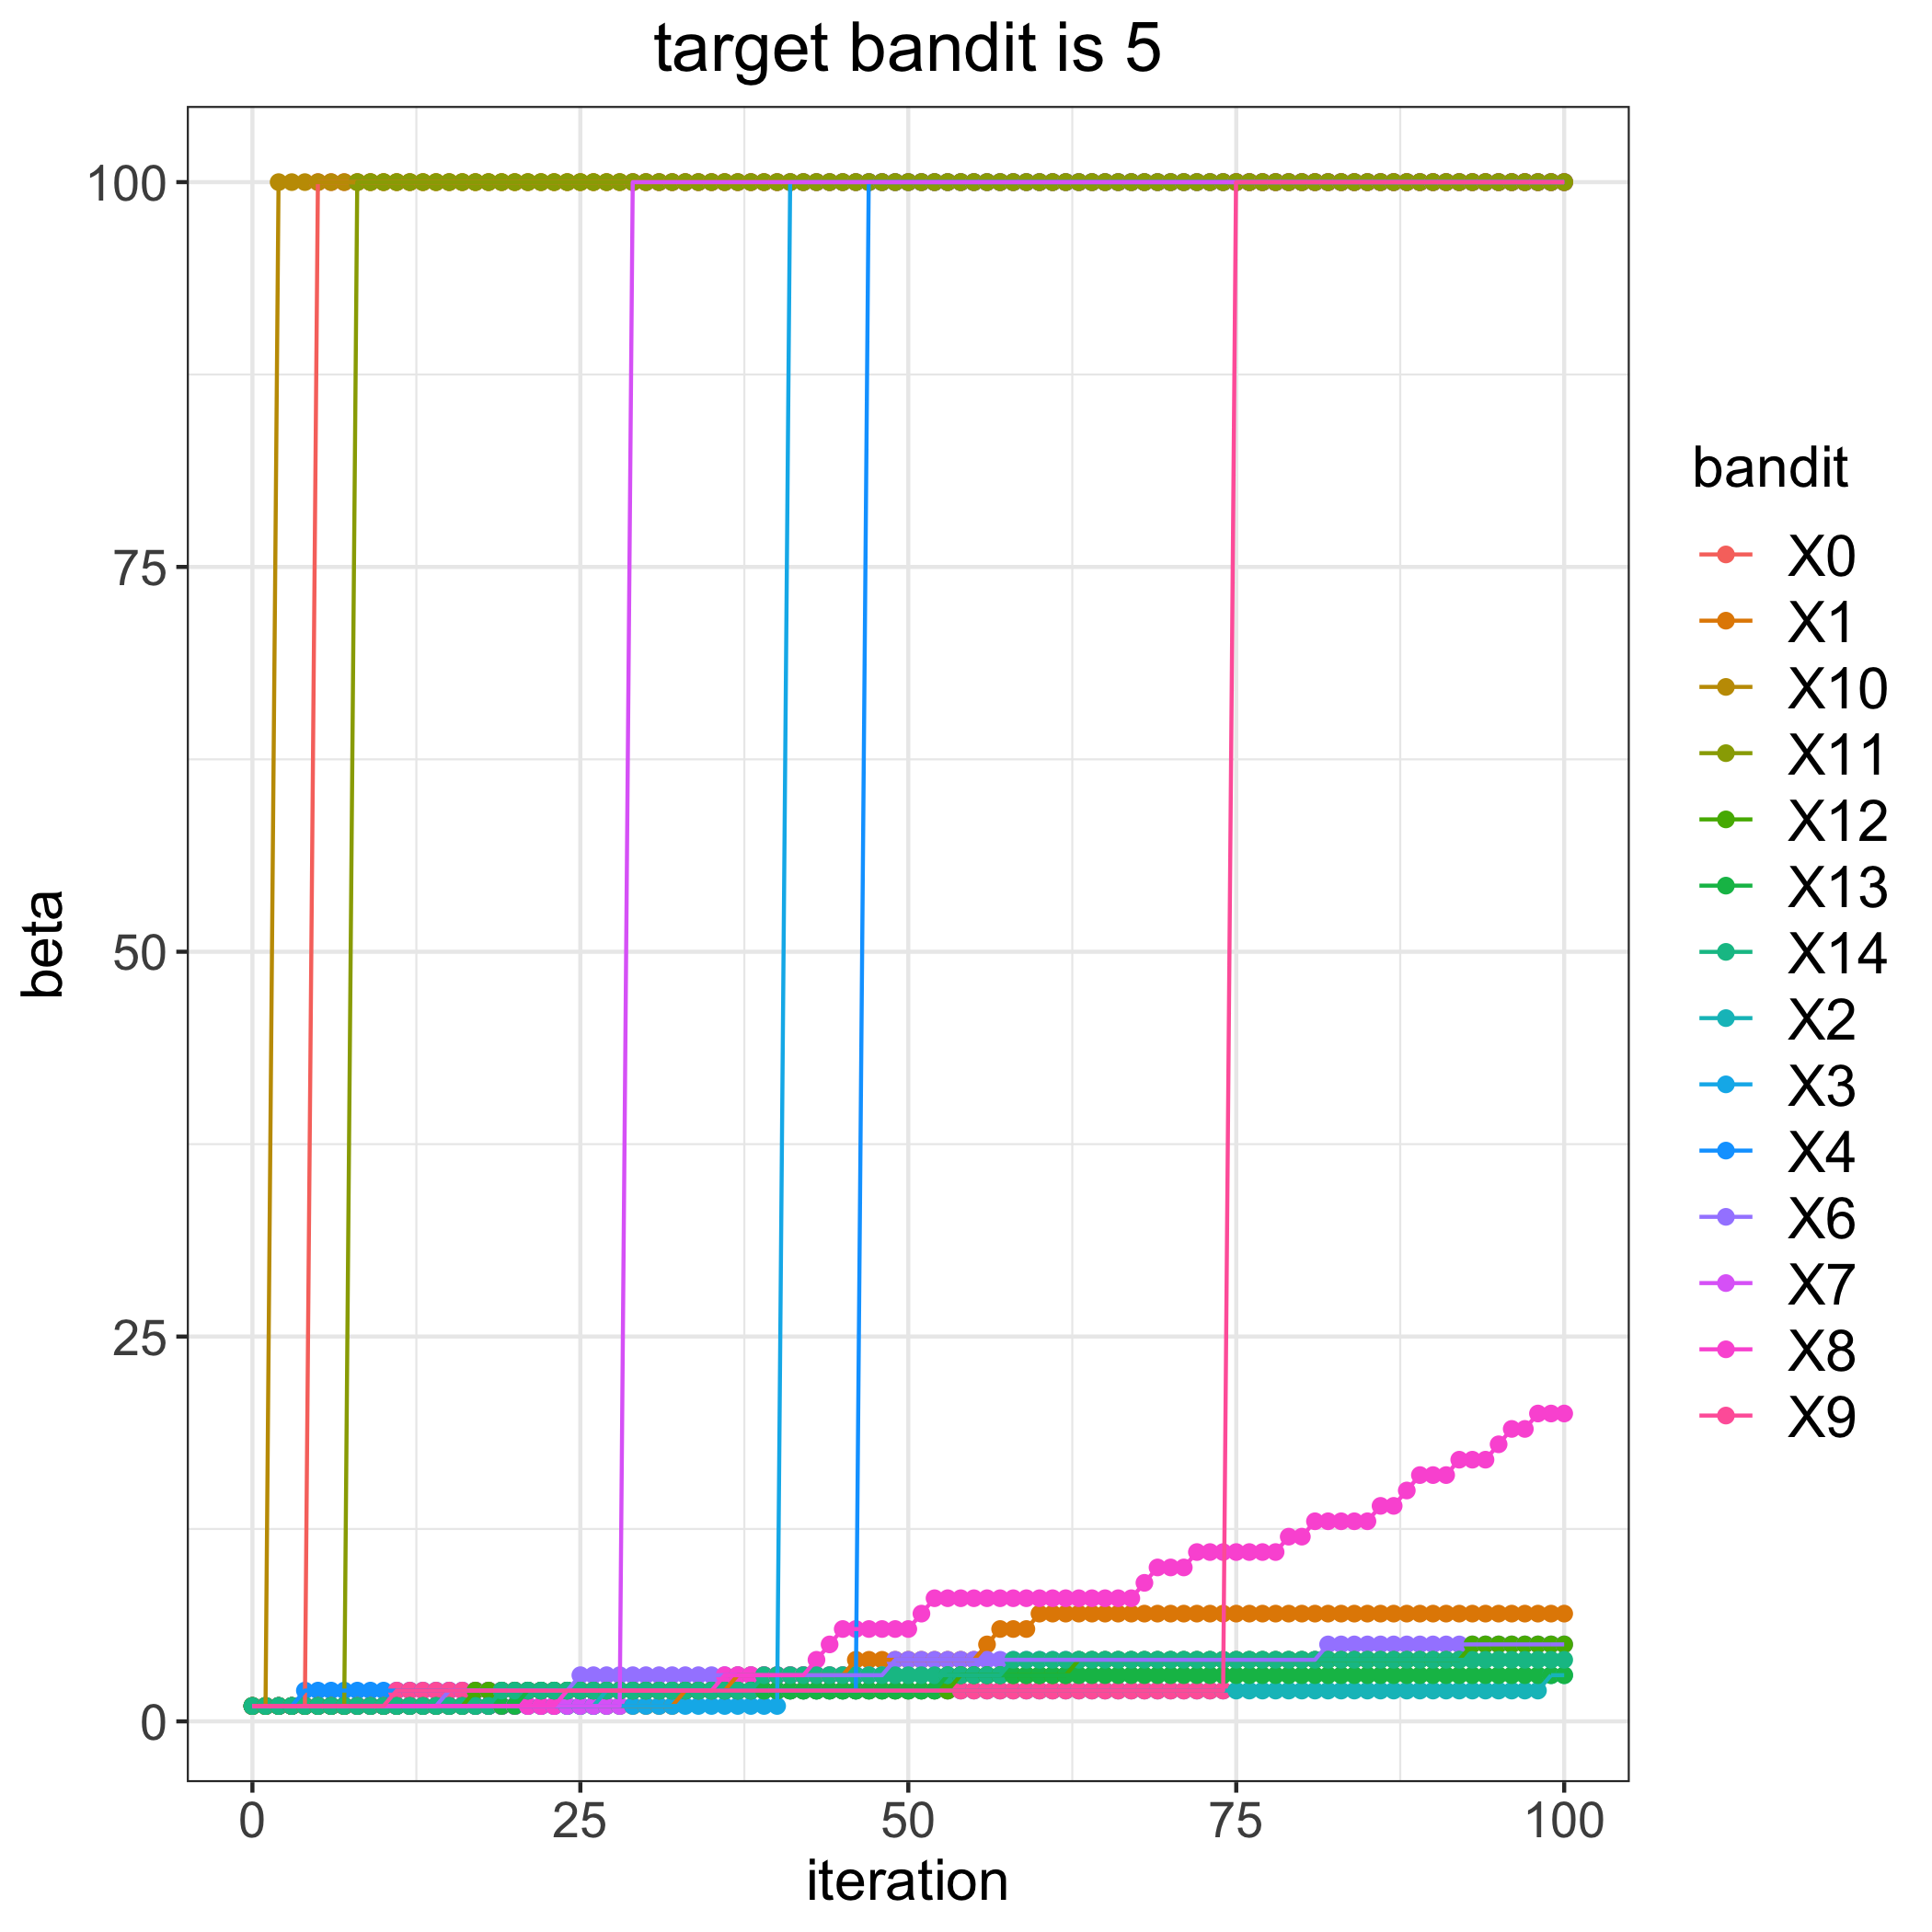 target bandit is 5
100
75
50
25
0
beta
0 25 50 75 100
iteration
bandit
X0
X1
X10
X11
X12
X13
X14
X2
X3
X4
X6
X7
X8
X9